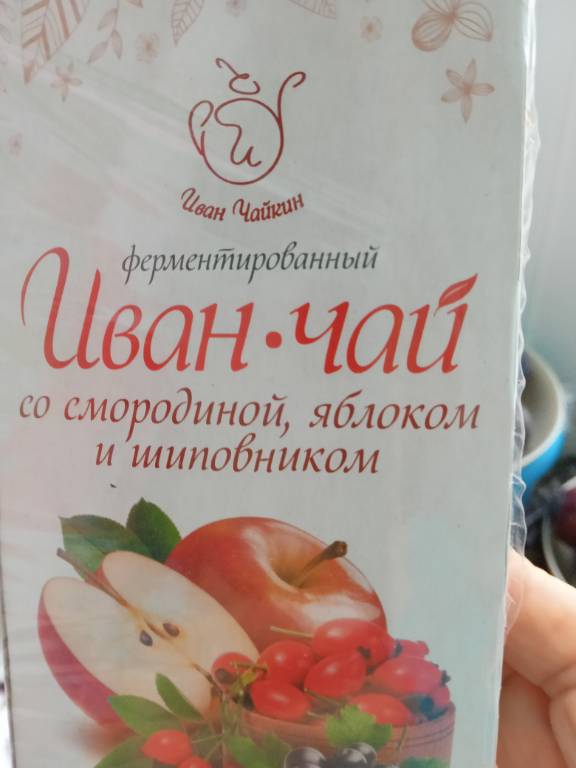 Иван Чайкин
ферментированный
Иван•чай
со смородиной, яблоком
и шиповником